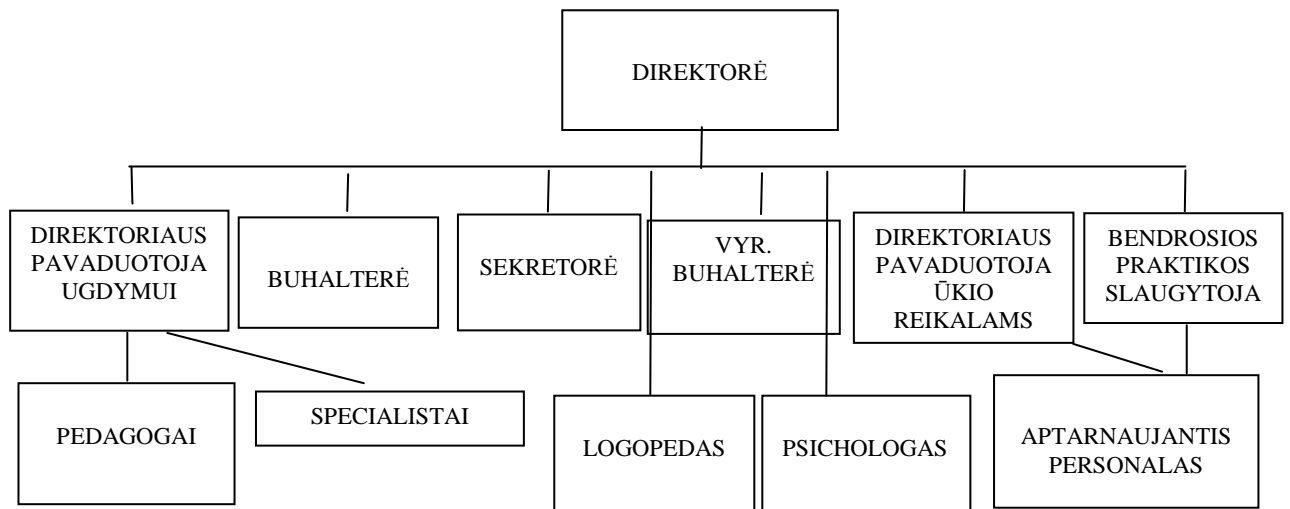 DIREKTORĖ
DIREKTORIAUS
PAVADUOTOJA
UGDYMUI
BUHALTERĖ
SEKRETORĖ
VYR.
BUHALTERĖ
DIREKTORIAUS
PAVADUOTOJA
ŪKIO
REIKALAMS
BENDROSIOS
PRAKTIKOS
SLAUGYTOJA
PEDAGOGAI
SPECIALISTAI
LOGOPEDAS
PSICHOLOGAS
APTARNAUJANTIS
PERSONALAS